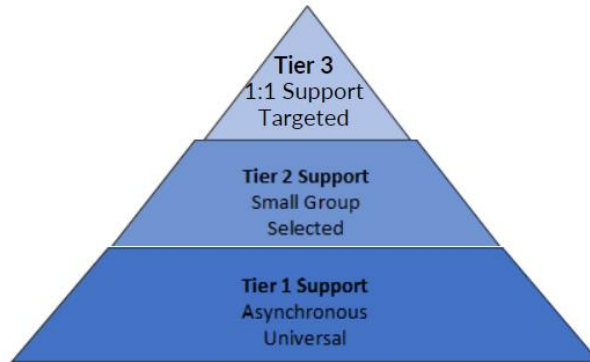 Tier 3
1:1 Support
Targeted
Tier 2 Support
Small Group
Selected
Tier 1 Support
Asynchronous
Universal